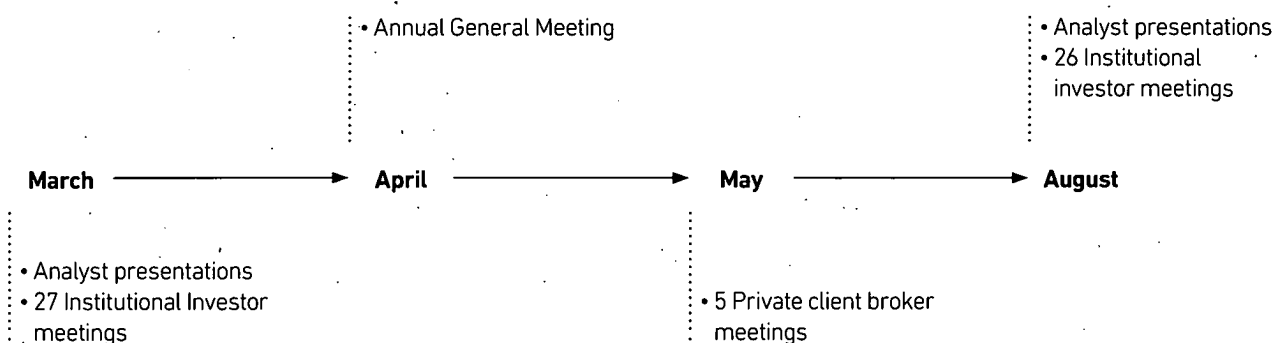 • Annual General Meeting
• Analyst presentations
• 26 Institutional
investor meetings
March
April
May
August
• Analyst presentations
• 27 Institutional Investor
meetings
• 5 Private client broker
meetings